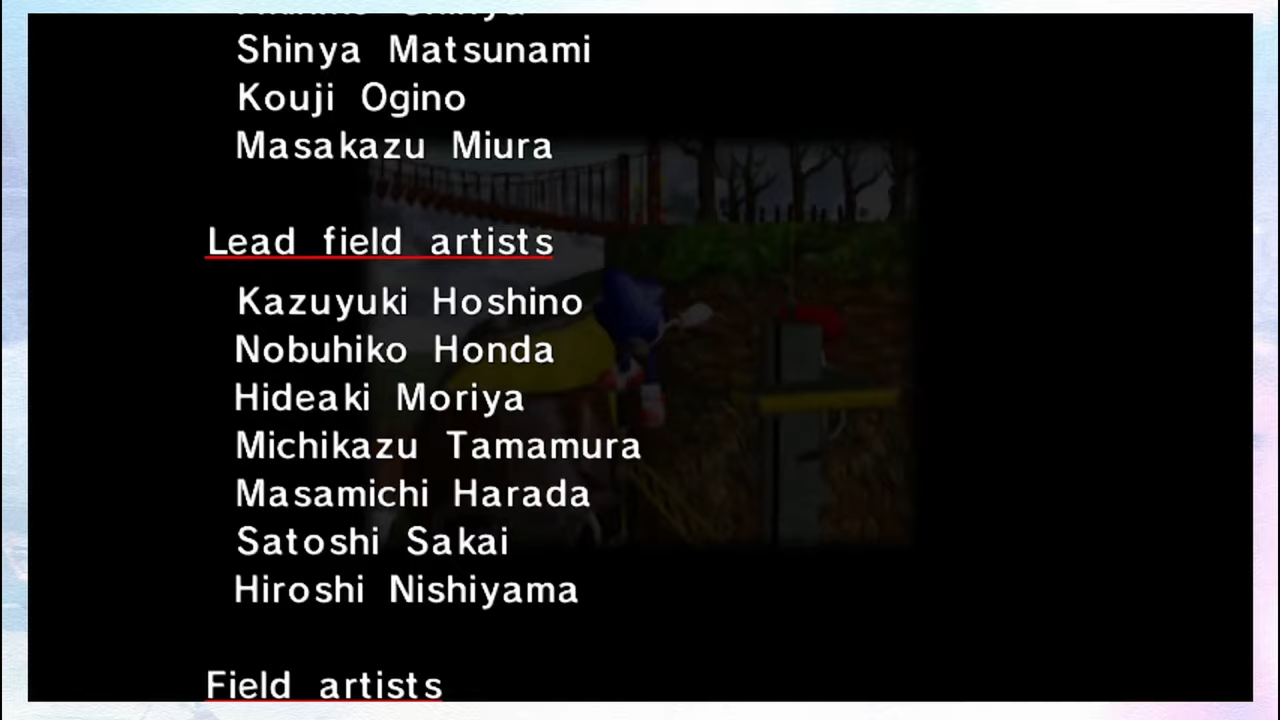 Shinya Matsunami
Kouji Ogino
Masakazu Miura
Lead field artists
Kazuyuki Hoshino
Nobuhiko Honda
Hideaki Moriya
Michikazu Tamamura
Masamichi Harada
Satoshi Sakai
Hiroshi Nishiyama
Field artists